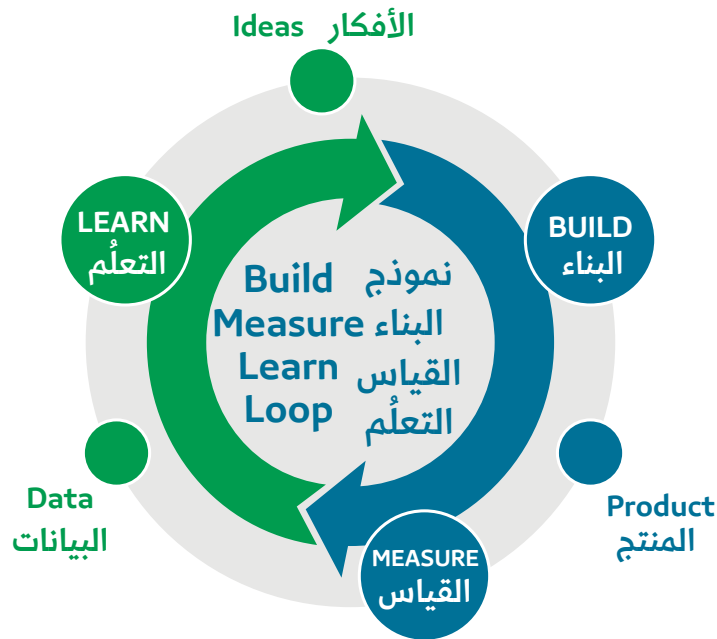 Ideas الأفكار
LEARN
التعلُم
BUILD
البناء
Build نموذج
Measure البناء
Learn القياس
Loop التعلُم
Data
البيانات
Product
المنتج
MEASURE
القياس